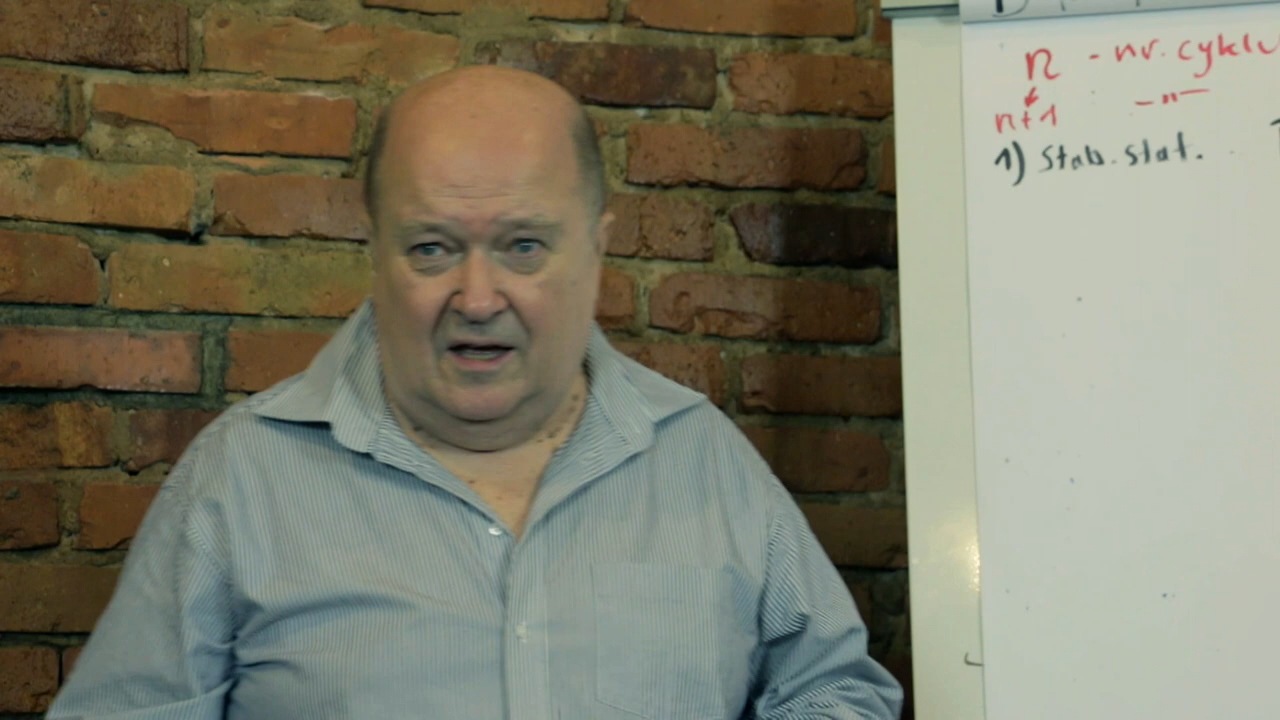 n - nr. cyklu
n+1 -"-
1) Stab. stat.